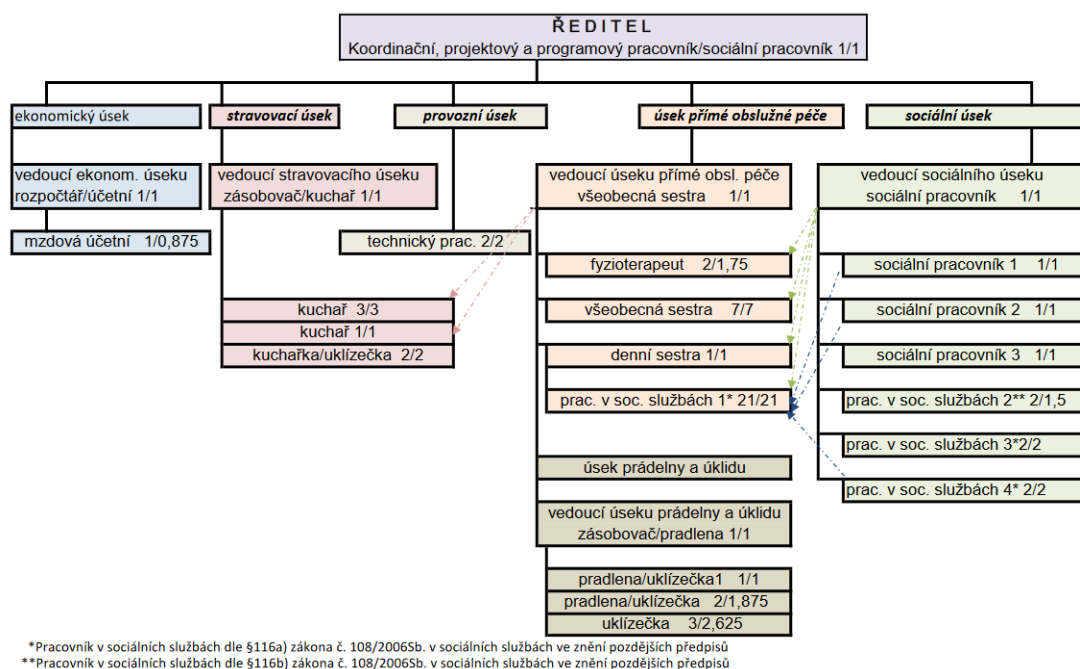 Ř E D I T E L
Koordinační, projektový a programový pracovník/sociální pracovník 1/1
ekonomický úsek
stravovací úsek
provozní úsek
úsek přímé obslužné péče
sociální úsek
vedoucí ekonom. úseku
rozpočtář/účetní 1/1
vedoucí stravovacího úseku
zásobovač/kuchař 1/1
vedoucí úseku přímé obsl. péče
všeobecná sestra 1/1
vedoucí sociálního úseku
sociální pracovník 1/1
mzdová účetní 1/0,875
technický prac. 2/2
fyzioterapeut 2/1,75
sociální pracovník 1 1/1
kuchař 3/3
kuchař 1/1
kuchařka/uklízečka 2/2
všeobecná sestra 7/7
sociální pracovník 2 1/1
denní sestra 1/1
sociální pracovník 3 1/1
prac. v soc. službách 1* 21/21
prac. v soc. službách 2** 2/1,5
prac. v soc. službách 3*2/2
úsek prádelny a úklidu
prac. v soc. službách 4* 2/2
vedoucí úseku prádelny a úklidu
zásobovač/pradlena 1/1
pradlena/uklízečka1 1/1
pradlena/uklízečka 2/1,875
uklízečka 3/2,625
*Pracovník v sociálních službách dle §116a) zákona č. 108/2006Sb. v sociálních službách ve znění pozdějších předpisů
**Pracovník v sociálních službách dle §116b) zákona č. 108/2006Sb. v sociálních službách ve znění pozdějších předpisů